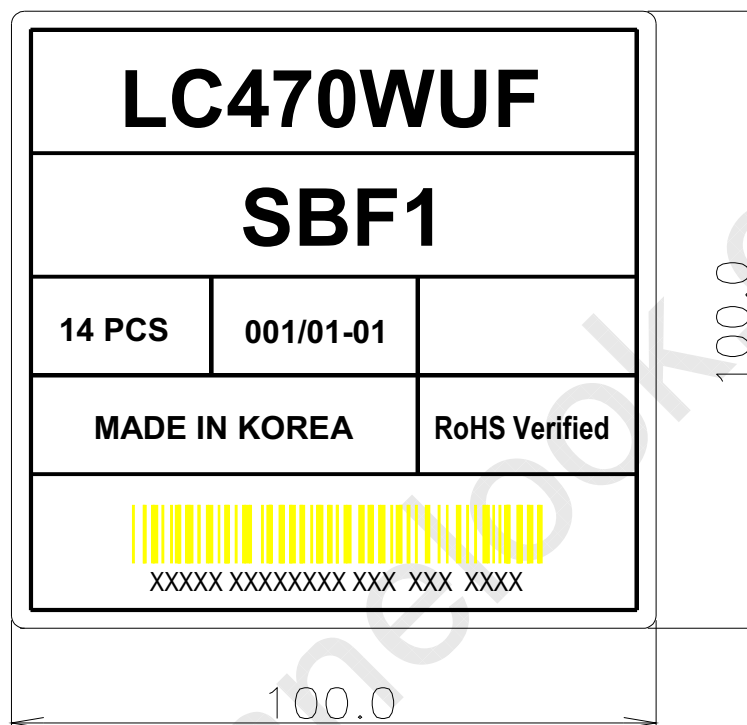 LC470WUF
SBF1
14 PCS 001/01-01
MADE IN KOREA RoHS Verified
XXXXX XXXXXXXX XXX XXX XXXX
100.0
100.0